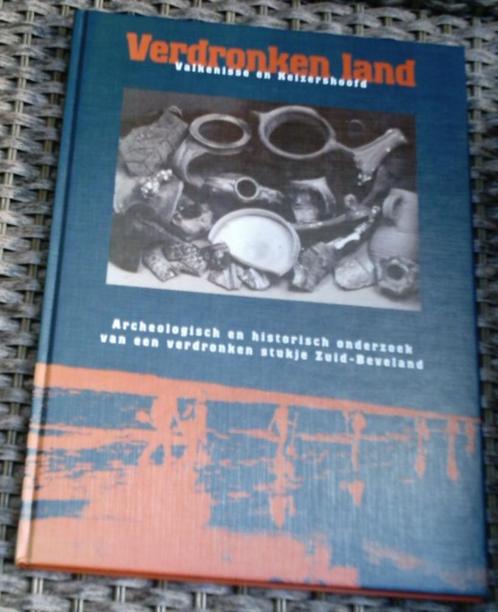 Verdronken land
Valkenisse en Keizershoofd
Archeologisch en historisch onderzoek
van een verdronken stukje Zuid-Beveland